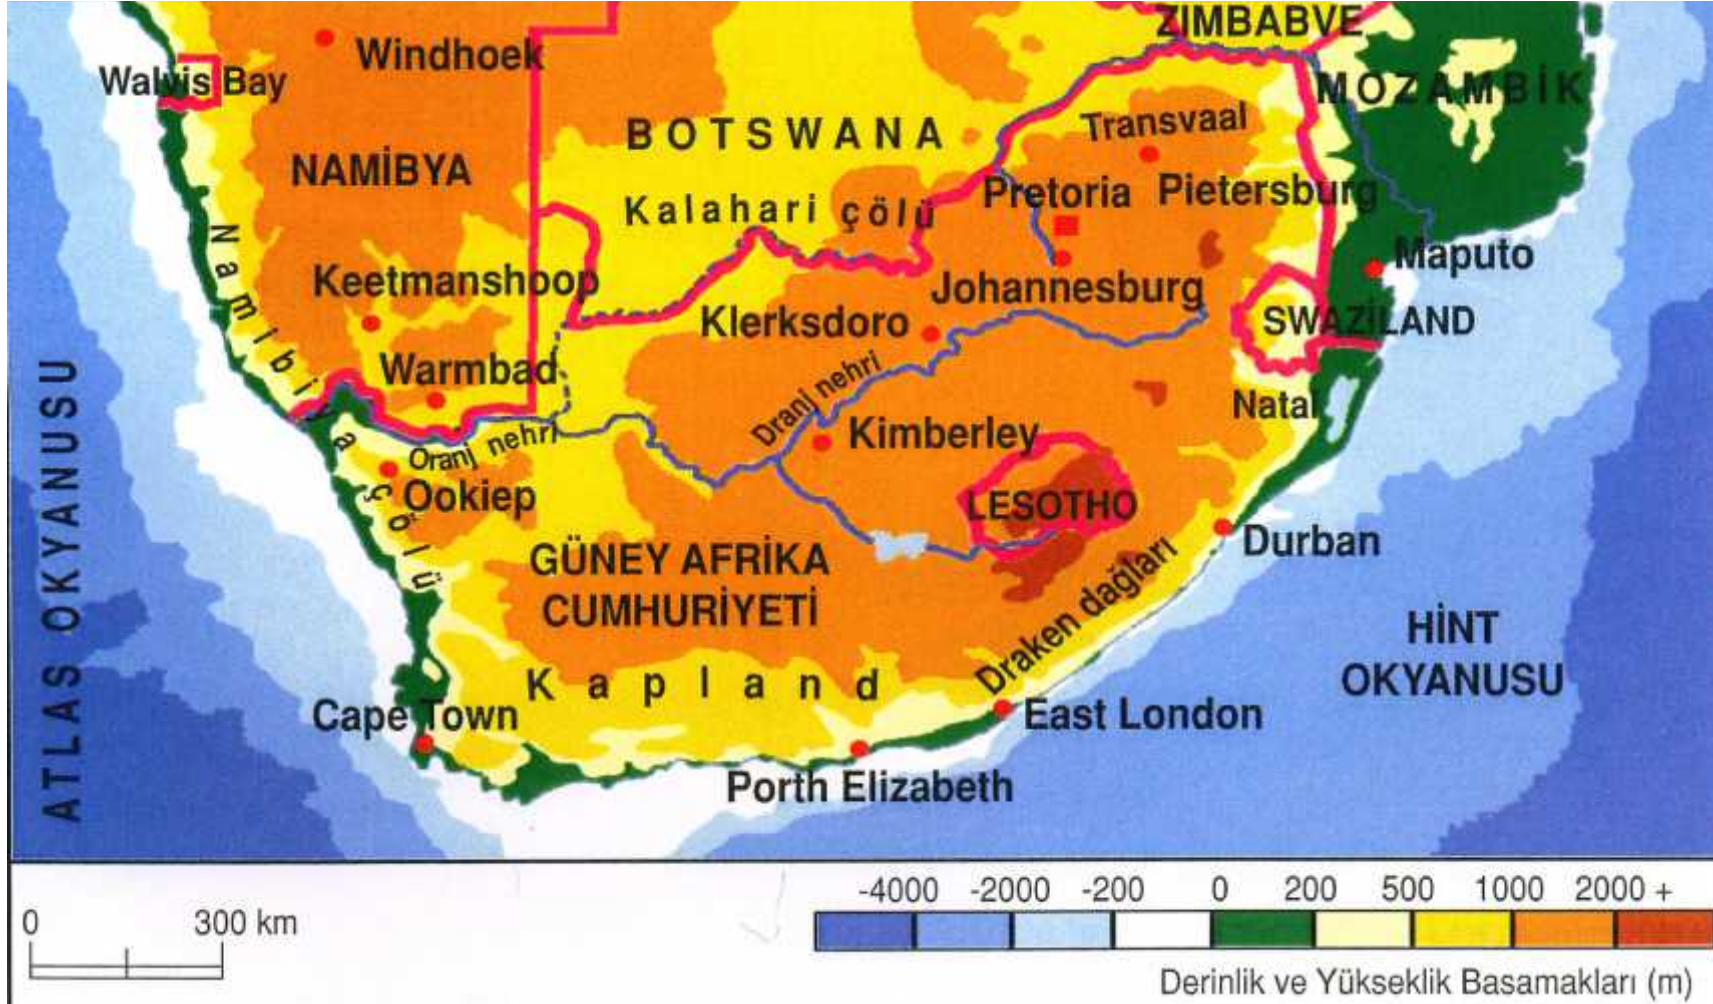 ZIMBABVE
Windhoek
Walvis Bay
MOZAMBİK
BOTSWANA
Transvaal
NAMİBYA
Pretoria
Pietersburg
Kalahari çölü
Namibya çölü
Maputo
Keetmanshoop
Johannesburg
Klerksdoro
SWAZİLAND
Warmbad
Dranj nehri
Natal
Oranj nehri
Kimberley
Ookiep
LESOTHO
Durban
GÜNEY AFRİKA
CUMHURİYETİ
Draken dağları
ATLAS OKYANUSU
HİNT
OKYANUSU
Kapland
Cape Town
East London
Porth Elizabeth
-4000 -2000 -200 0 200 500 1000 2000 +
0 300 km
Derinlik ve Yükseklik Basamakları (m)